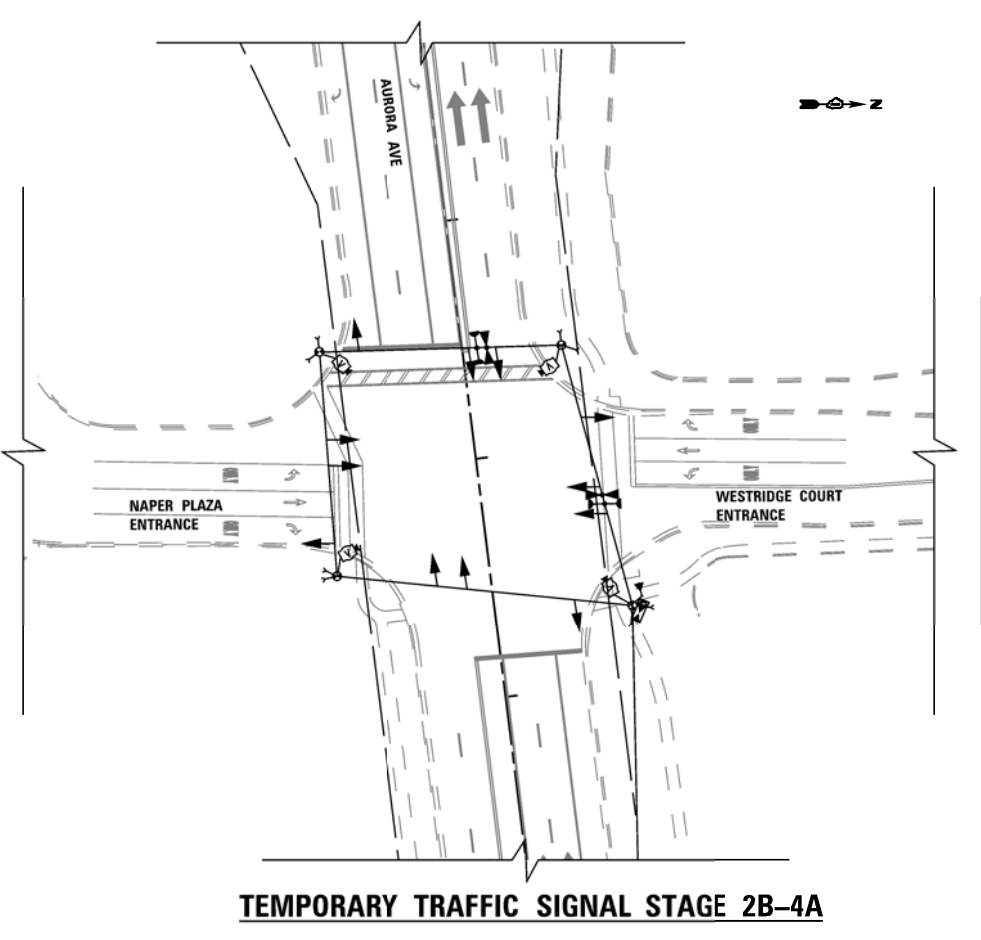 AURORA AVE
N
NAPER PLAZA
ENTRANCE
WESTRIDGE COURT
ENTRANCE
TEMPORARY TRAFFIC SIGNAL STAGE 2B–4A